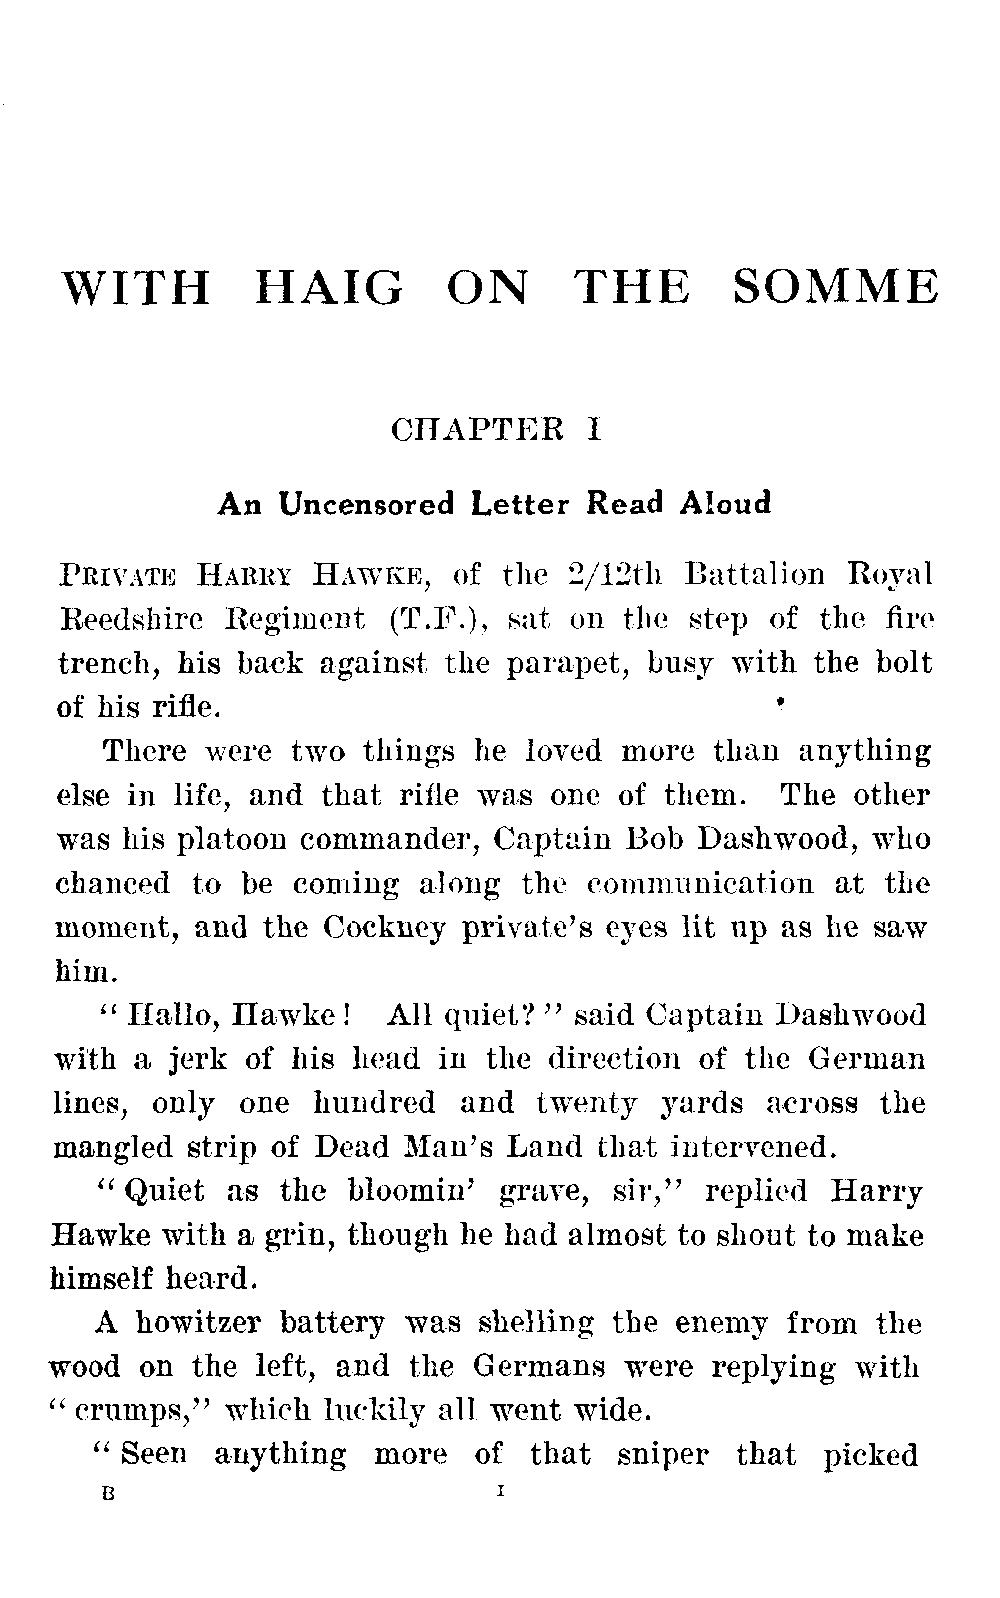 WITH HAIG ON THE SOMME
CHAPTER I
An Uncensored Letter Read Aloud
PRIVATE HARRY HAWKE, of the 2/12th Battalion Royal
Reedshire Regiment (T.F.), sat on the step of the fire
trench, his back against the parapet, busy with the bolt
of his rifle.
There were two things he loved more than anything
else in life, and that rifle was one of them. The other
was his platoon commander, Captain Bob Dashwood, who
chanced to be coming along the communication at the
moment, and the Cockney private's eyes lit up as he saw
him.
" Hallo, Hawke ! All quiet? " said Captain Dashwood
with a jerk of his head in the direction of the German
lines, only one hundred and twenty yards across the
mangled strip of Dead Man's Land that intervened.
" Quiet as the bloomin' grave, sir," replied Harry
Hawke with a grin, though he had almost to shout to make
himself heard.
A howitzer battery was shelling the enemy from the
wood on the left, and the Germans were replying with
" crumps," which luckily all went wide.
" Seen anything more of that sniper that picked
B 1